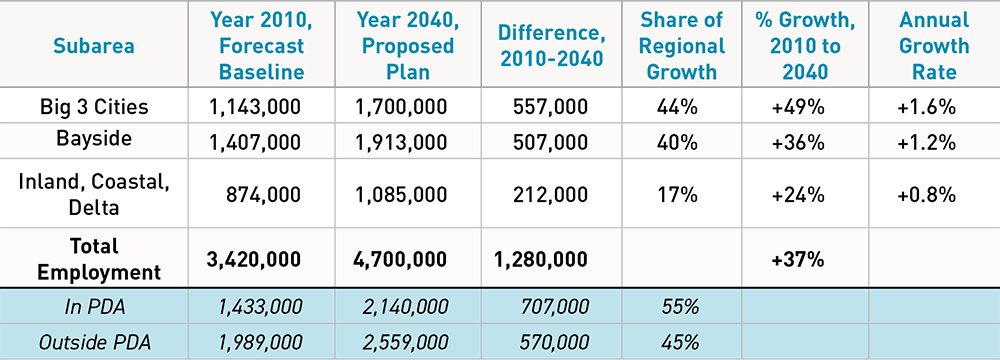 Subarea Year 2010, Forecast Baseline Year 2040, Proposed Plan Difference, 2010-2040 Share of Regional Growth % Growth, 2010 to 2040 Annual Growth Rate
Big 3 Cities 1,143,000 1,700,000 557,000 44% +49% +1.6%
Bayside 1,407,000 1,913,000 507,000 40% +36% +1.2%
Inland, Coastal, Delta 874,000 1,085,000 212,000 17% +24% +0.8%
Total Employment 3,420,000 4,700,000 1,280,000 +37%
In PDA 1,433,000 2,140,000 707,000 55%
Outside PDA 1,989,000 2,559,000 570,000 45%